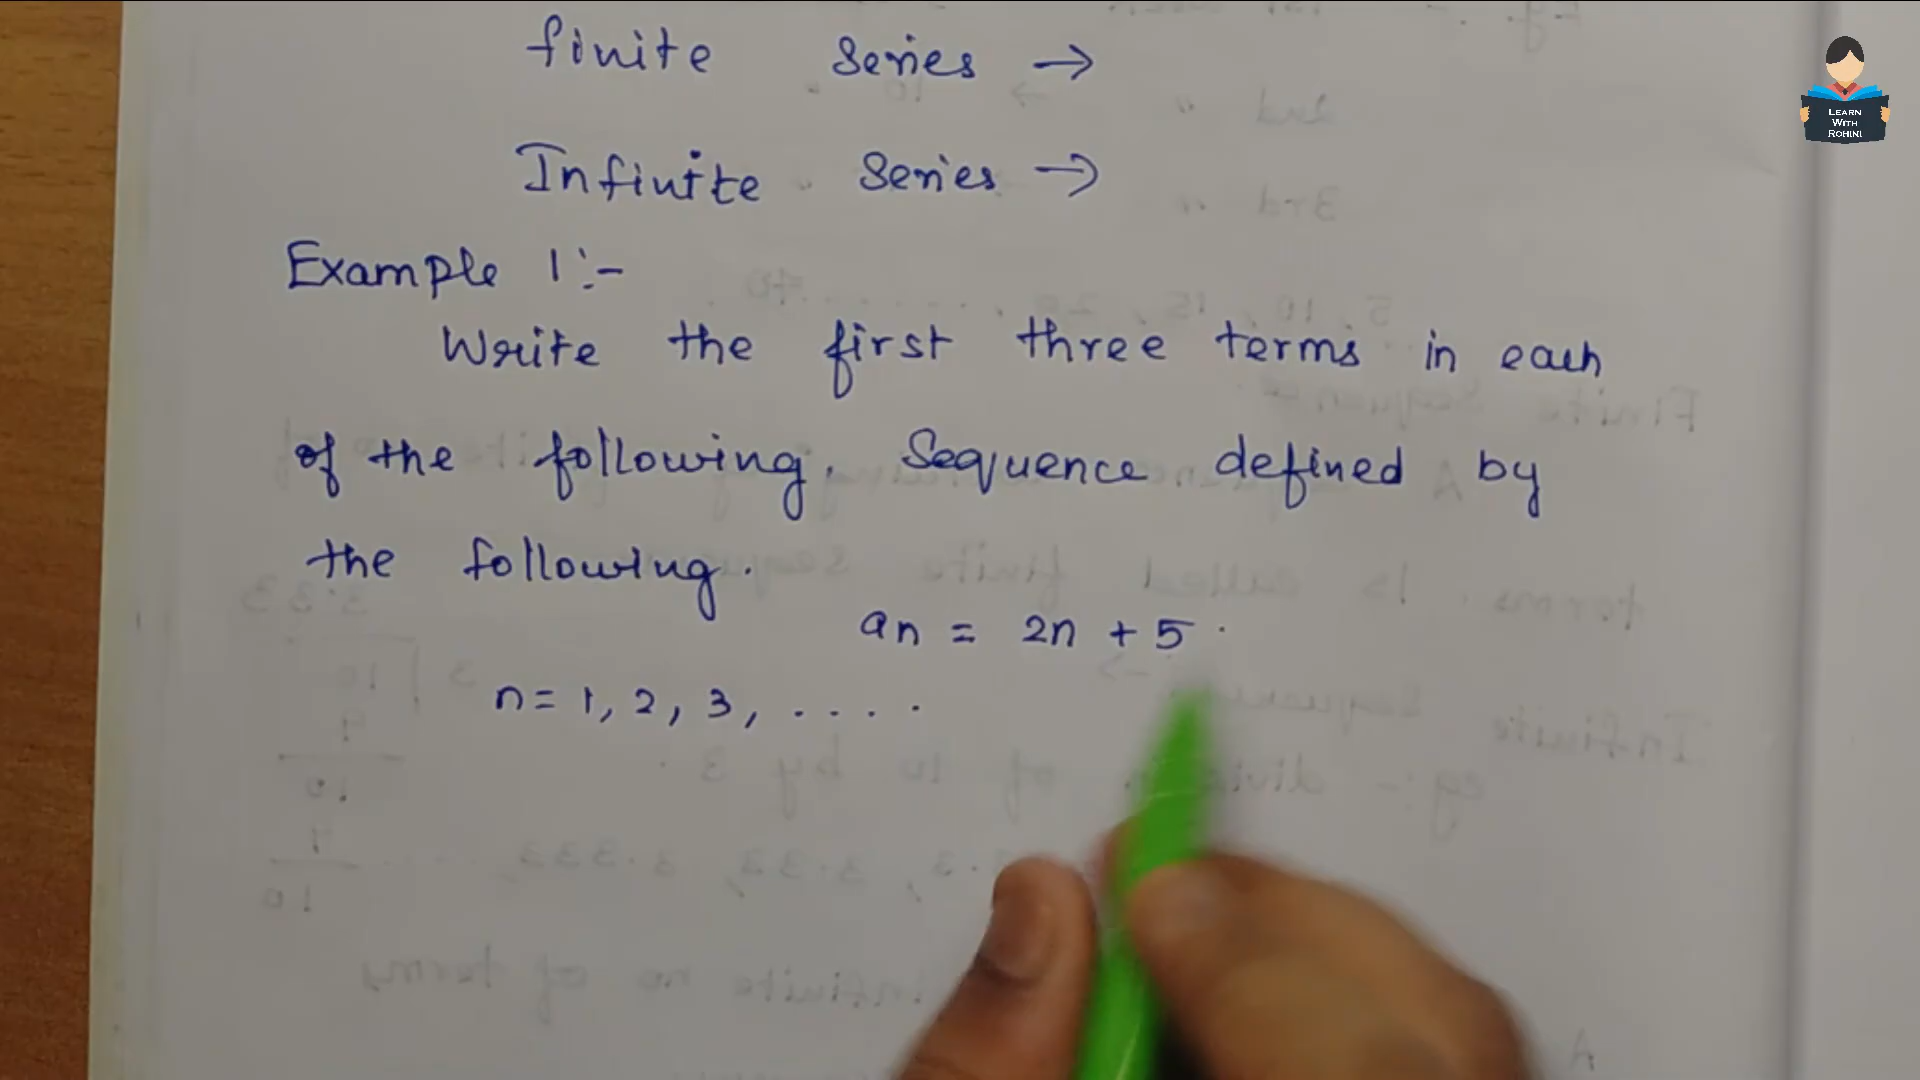 finite series →
Infinite series →
Example 1:-
Write the first three terms in each
of the following. Sequence defined by
the following.
an = 2n + 5.
n = 1, 2, 3, ....
LEARN
WITH
ROHINI